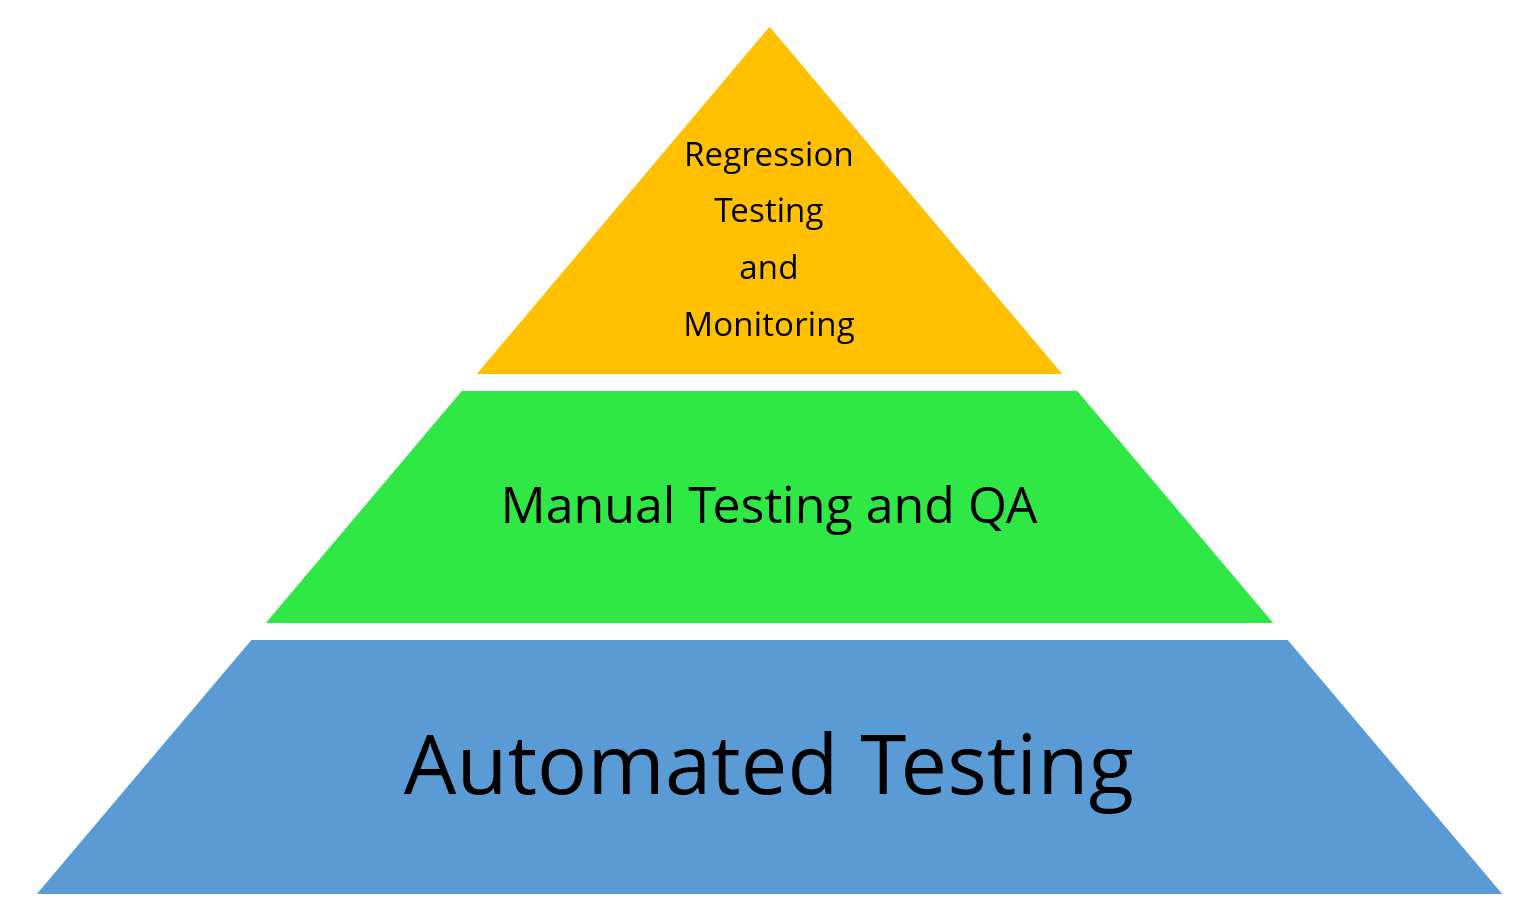 Regression
Testing
and
Monitoring
Manual Testing and QA
Automated Testing